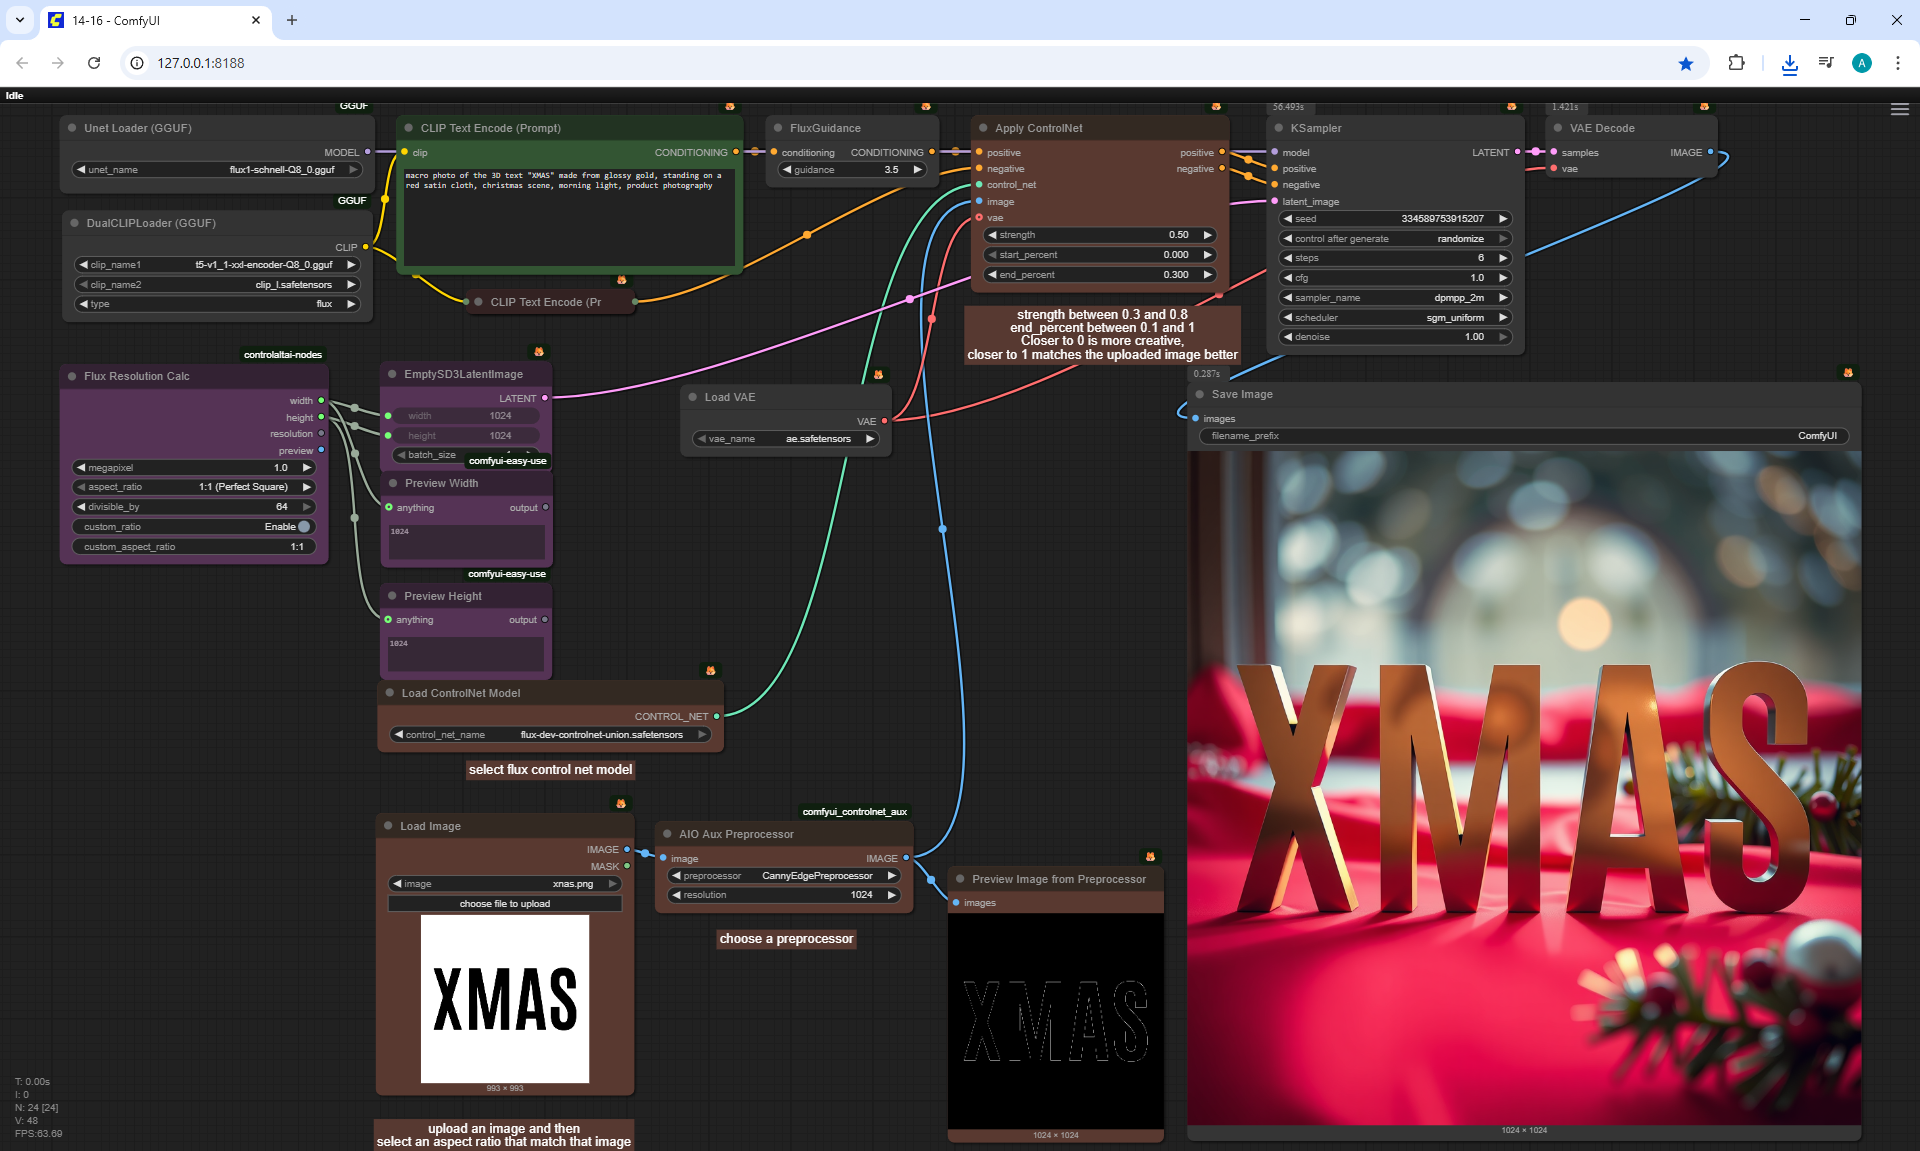 14-16 - ComfyUI
127.0.0.1:8188
A
Idle
GGUF
Unet Loader (GGUF)
MODEL
unet_name flux1-schnell-Q8_0.gguf
GGUF
DualCLIPLoader (GGUF)
CLIP
clip_name1 t5-v1_1-xxl-encoder-Q8_0.gguf
clip_name2 clip_l.safetensors
type flux
CLIP Text Encode (Prompt)
clip CONDITIONING
macro photo of the 3D text "XMAS" made from glossy gold, standing on a
red satin cloth, christmas scene, morning light, product photography
CLIP Text Encode (Pr
FluxGuidance
conditioning CONDITIONING
guidance 3.5
Apply ControlNet
positive positive
negative negative
control_net
image
vae
strength 0.50
start_percent 0.000
end_percent 0.300
strength between 0.3 and 0.8
end_percent between 0.1 and 1
Closer to 0 is more creative,
closer to 1 matches the uploaded image better
56.493s
KSampler
model LATENT
positive
negative
latent_image
seed 334589753915207
control after generate randomize
steps 6
cfg 1.0
sampler_name dpmpp_2m
scheduler sgm_uniform
denoise 1.00
1.421s
VAE Decode
samples IMAGE
vae
controlaltai-nodes
Flux Resolution Calc
width
height
resolution
preview
megapixel 1.0
aspect_ratio 1:1 (Perfect Square)
divisible_by 64
custom_ratio Enable
custom_aspect_ratio 1:1
EmptySD3LatentImage
LATENT
width 1024
height 1024
batch_size
comfyui-easy-use
Preview Width
anything output
1024
comfyui-easy-use
Preview Height
anything output
1024
Load VAE
VAE
vae_name ae.safetensors
Load ControlNet Model
CONTROL_NET
control_net_name flux-dev-controlnet-union.safetensors
select flux control net model
Load Image
IMAGE
MASK
image xnas.png
choose file to upload
XMAS
993 × 993
upload an image and then
select an aspect ratio that match that image
comfyui_controlnet_aux
AIO Aux Preprocessor
image IMAGE
preprocessor CannyEdgePreprocessor
resolution 1024
choose a preprocessor
Preview Image from Preprocessor
images
XMAS
1024 × 1024
0.287s
Save Image
images
filename_prefix ComfyUI
XMAS
1024 × 1024
T: 0.00s
I: 0
N: 24 [24]
V: 48
FPS:63.69